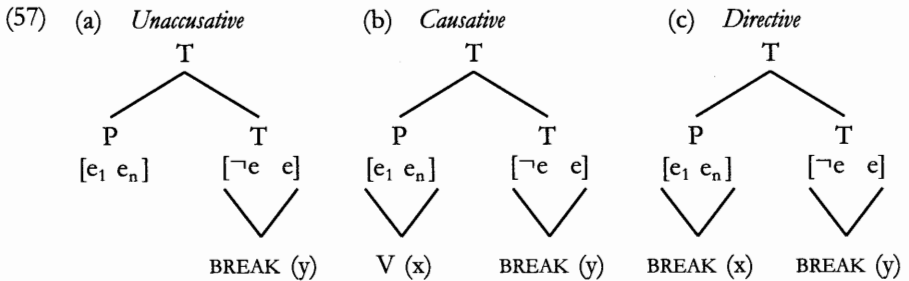 (57) (a) Unaccusative (b) Causative (c) Directive
T T T
P T P T P T
[e₁ eₙ] [¬e e] [e₁ eₙ] [¬e e] [e₁ eₙ] [¬e e]
BREAK (y) V (x) BREAK (y) BREAK (x) BREAK (y)